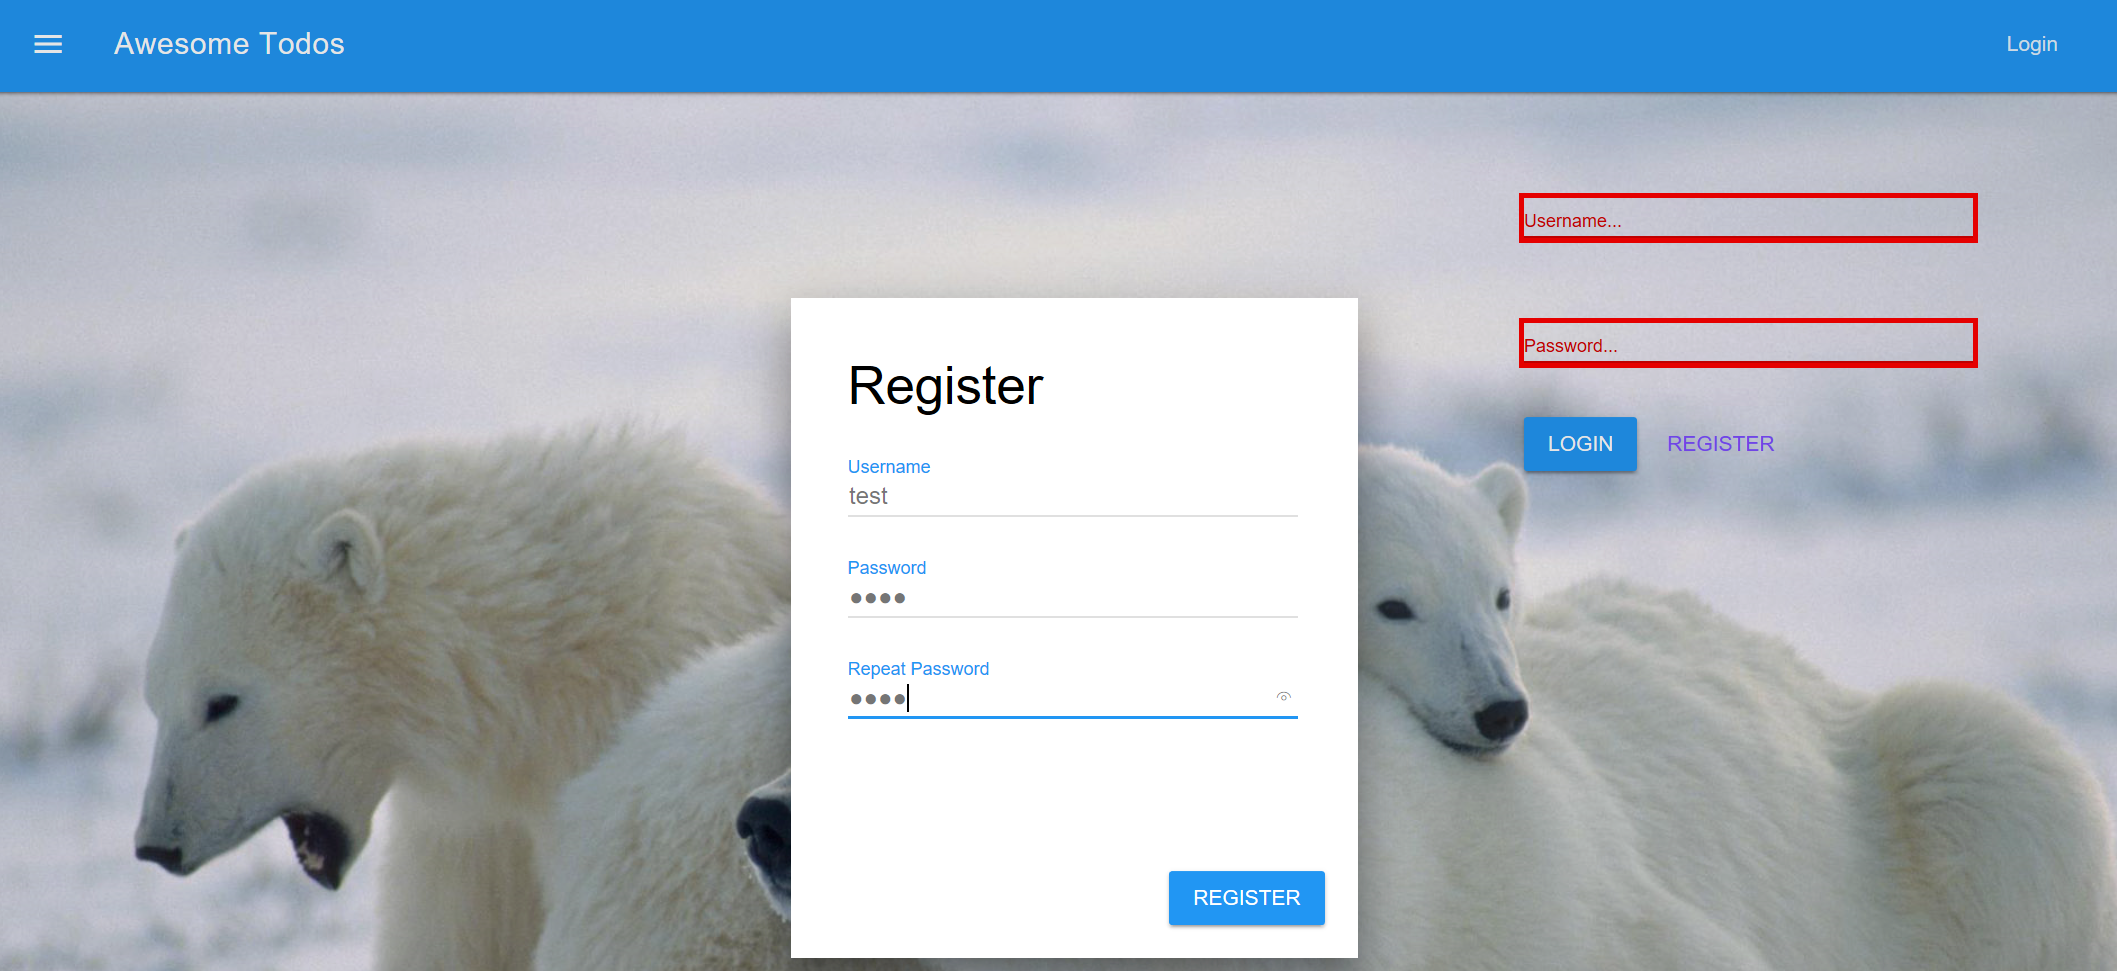 Awesome Todos
Login
Username...
Password...
LOGIN
REGISTER
Register
Username
test
Password
••••
Repeat Password
••••
REGISTER